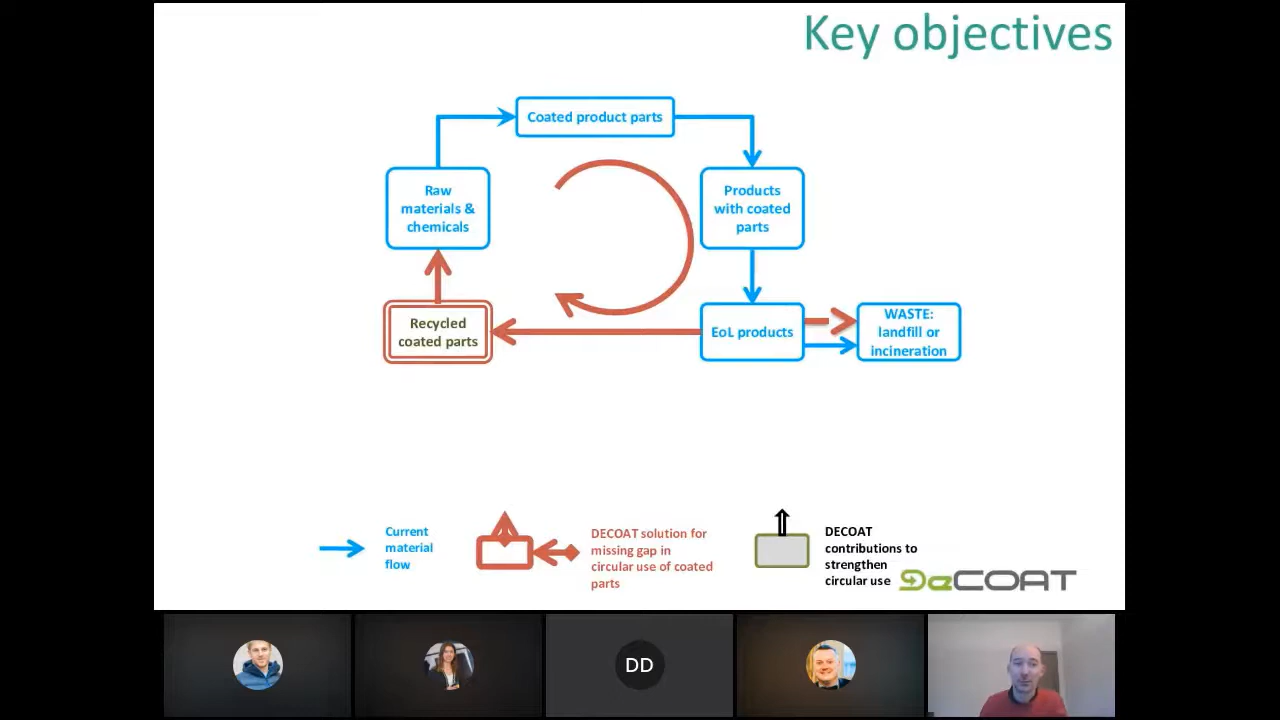 Key objectives
Coated product parts
Raw
materials &
chemicals
Products
with coated
parts
Recycled
coated parts
EoL products
WASTE:
landfill or
incineration
Current
material
flow
DECOAT solution for
missing gap in
circular use of coated
parts
DECOAT
contributions to
strengthen
circular use
DeCOAT
DD